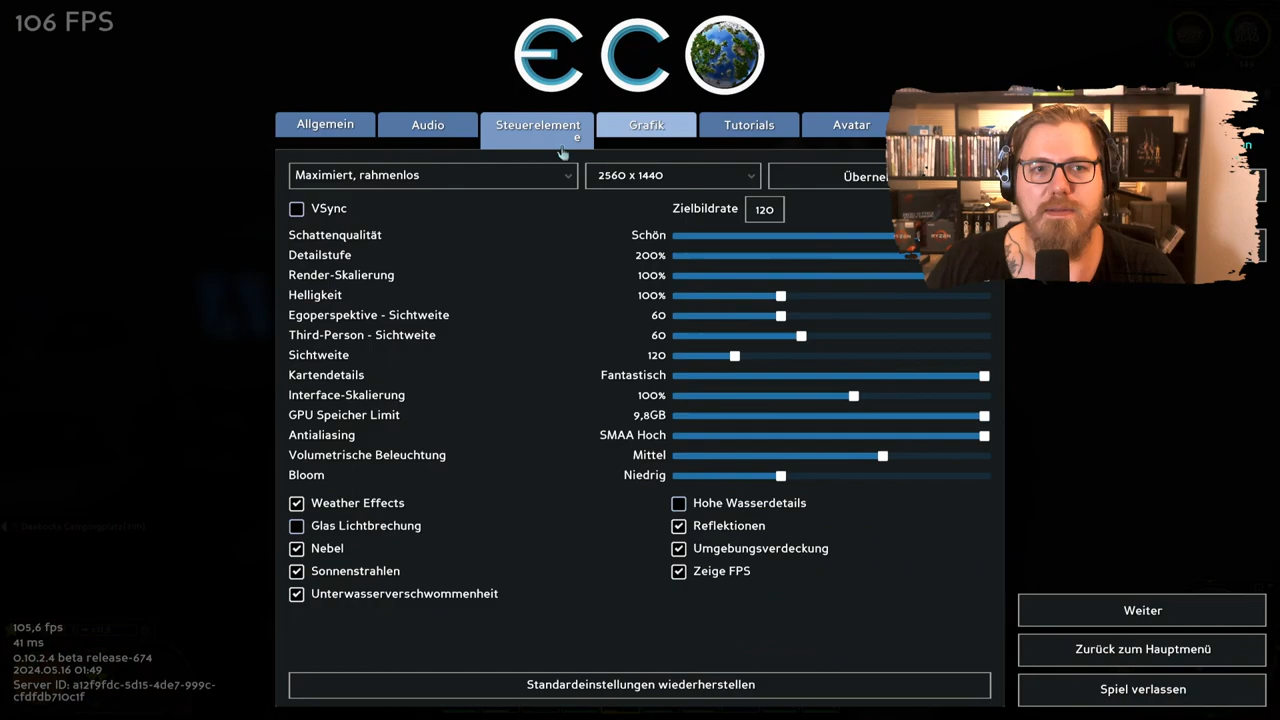 106 FPS
ECO
Allgemein
Audio
Steuerelement
e
Grafik
Tutorials
Avatar
Maximiert, rahmenlos
2560 x 1440
VSync
Zielbildrate 120
Schattenqualität Schön
Detailstufe 200%
Render-Skalierung 100%
Helligkeit 100%
Egoperspektive - Sichtweite 60
Third-Person - Sichtweite 60
Sichtweite 120
Kartendetails Fantastisch
Interface-Skalierung 100%
GPU Speicher Limit 9,8GB
Antialiasing SMAA Hoch
Volumetrische Beleuchtung Mittel
Bloom Niedrig
Weather Effects
Hohe Wasserdetails
Glas Lichtbrechung
Reflektionen
Nebel
Umgebungsverdeckung
Sonnenstrahlen
Zeige FPS
Unterwasserverschwommenheit
Standardeinstellungen wiederherstellen
Weiter
Zurück zum Hauptmenü
Spiel verlassen
105,6 fps
41 ms
0.10.2.4 beta release-674
2024.05.16 01:49
Server ID: a12f9fdc-5d15-4de7-999c-
cfdfdb710c1f